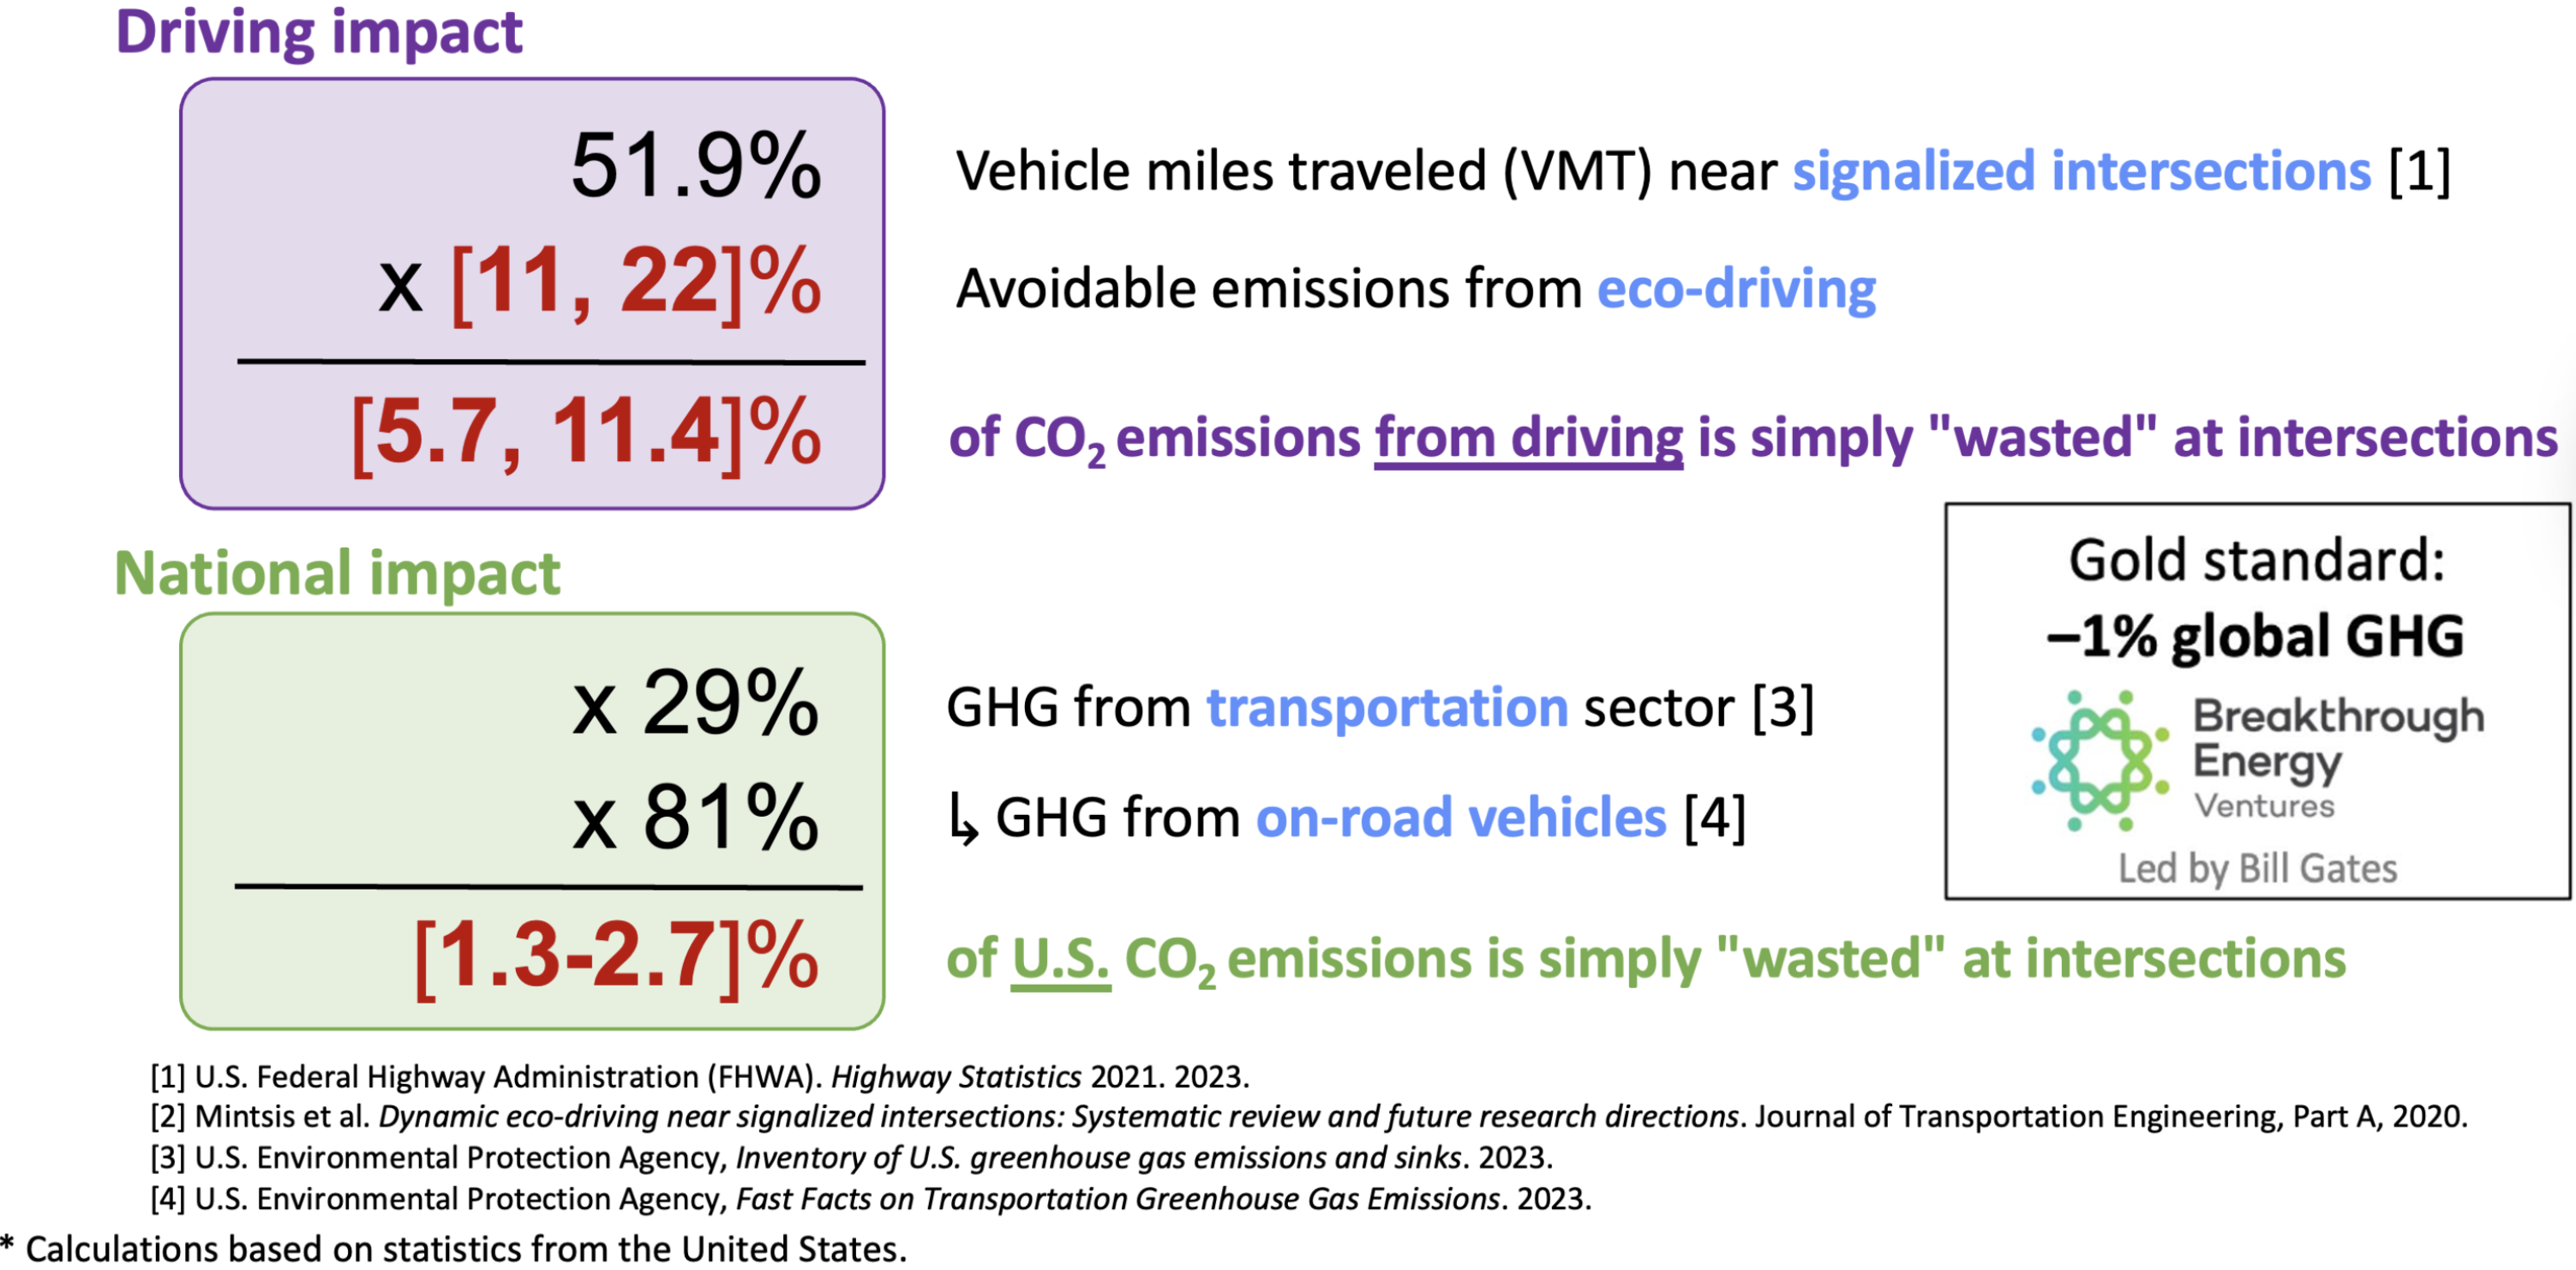 Driving impact
51.9%
Vehicle miles traveled (VMT) near signalized intersections [1]
x [11, 22]%
Avoidable emissions from eco-driving
[5.7, 11.4]%
of CO₂ emissions from driving is simply "wasted" at intersections
National impact
x 29%
GHG from transportation sector [3]
x 81%
↳ GHG from on-road vehicles [4]
[1.3-2.7]%
of U.S. CO₂ emissions is simply "wasted" at intersections
Gold standard:
–1% global GHG
Breakthrough
Energy
Ventures
Led by Bill Gates
[1] U.S. Federal Highway Administration (FHWA). Highway Statistics 2021. 2023.
[2] Mintsis et al. Dynamic eco-driving near signalized intersections: Systematic review and future research directions. Journal of Transportation Engineering, Part A, 2020.
[3] U.S. Environmental Protection Agency, Inventory of U.S. greenhouse gas emissions and sinks. 2023.
[4] U.S. Environmental Protection Agency, Fast Facts on Transportation Greenhouse Gas Emissions. 2023.
* Calculations based on statistics from the United States.